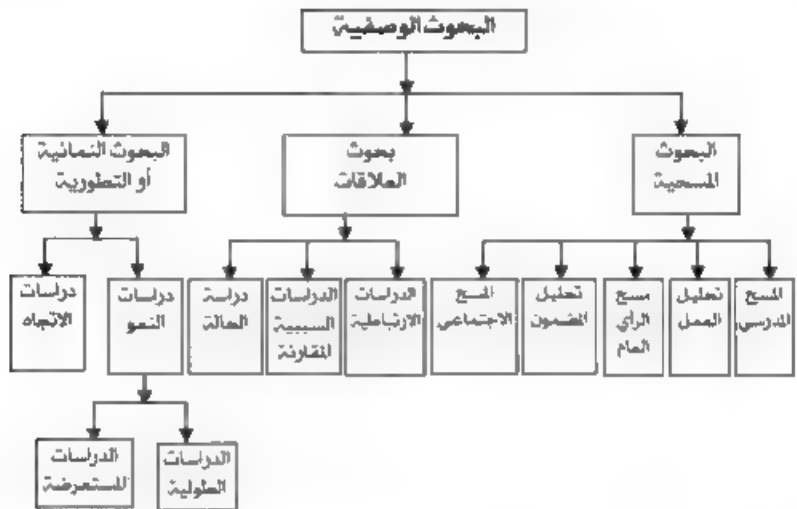 البحوث الوصفية
البحوث
المسحية
بحوث
العلاقات
البحوث النمائية
أو التطورية
المسح
المدرسي
تحليل
العمل
مسح
الرأي
العام
تحليل
المضمون
المسح
الاجتماعي
الدراسات
الارتباطية
الدراسات
السببية
المقارنة
دراسة
الحالة
دراسات
النمو
دراسات
الاتجاه
الدراسات
الطولية
الدراسات
المستعرضة